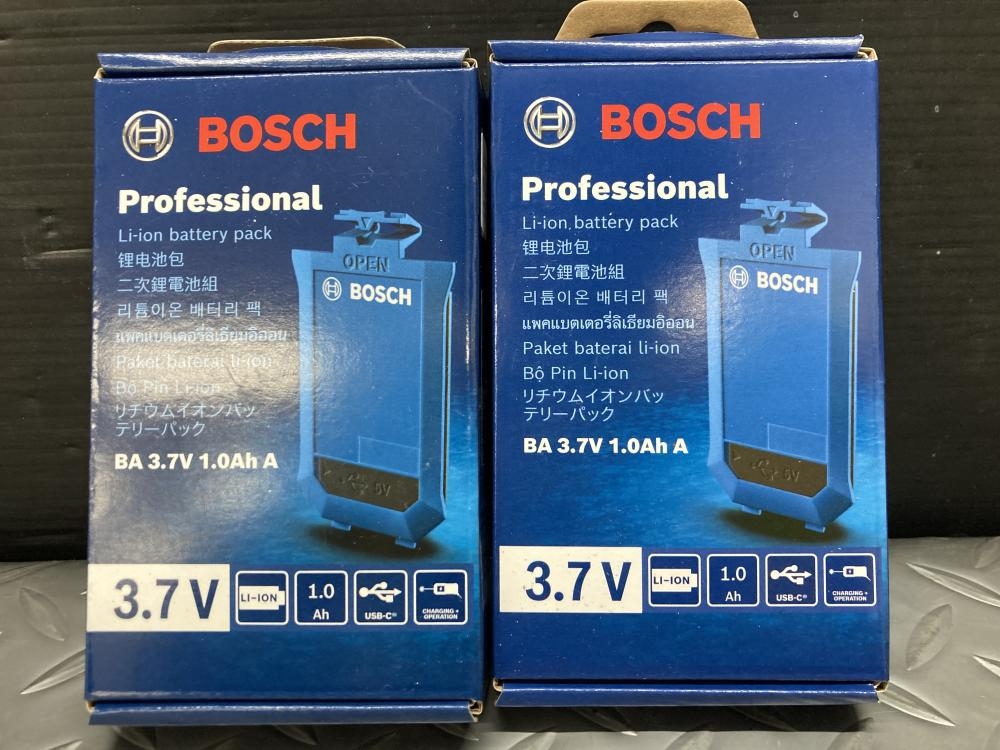 BOSCH
Professional
Li-ion battery pack
锂电池包
二次鋰電池組
리튬이온 배터리 팩
แพคแบตเตอรี่ลิเธียมอิออน
Paket baterai li-ion
Bộ Pin Li-ion
リチウムイオンバッ
テリーパック
BA 3.7V 1.0Ah A
OPEN
BOSCH
5V
3.7 V
LI-ION
1.0
Ah
USB-C®
CHARGING +
OPERATION
BOSCH
Professional
Li-ion battery pack
锂电池包
二次鋰電池組
리튬이온 배터리 팩
แพคแบตเตอรี่ลิเธียมอิออน
Paket baterai li-ion
Bộ Pin Li-ion
リチウムイオンバッ
テリーパック
BA 3.7V 1.0Ah A
OPEN
BOSCH
5V
3.7 V
LI-ION
1.0
Ah
USB-C®
CHARGING +
OPERATION